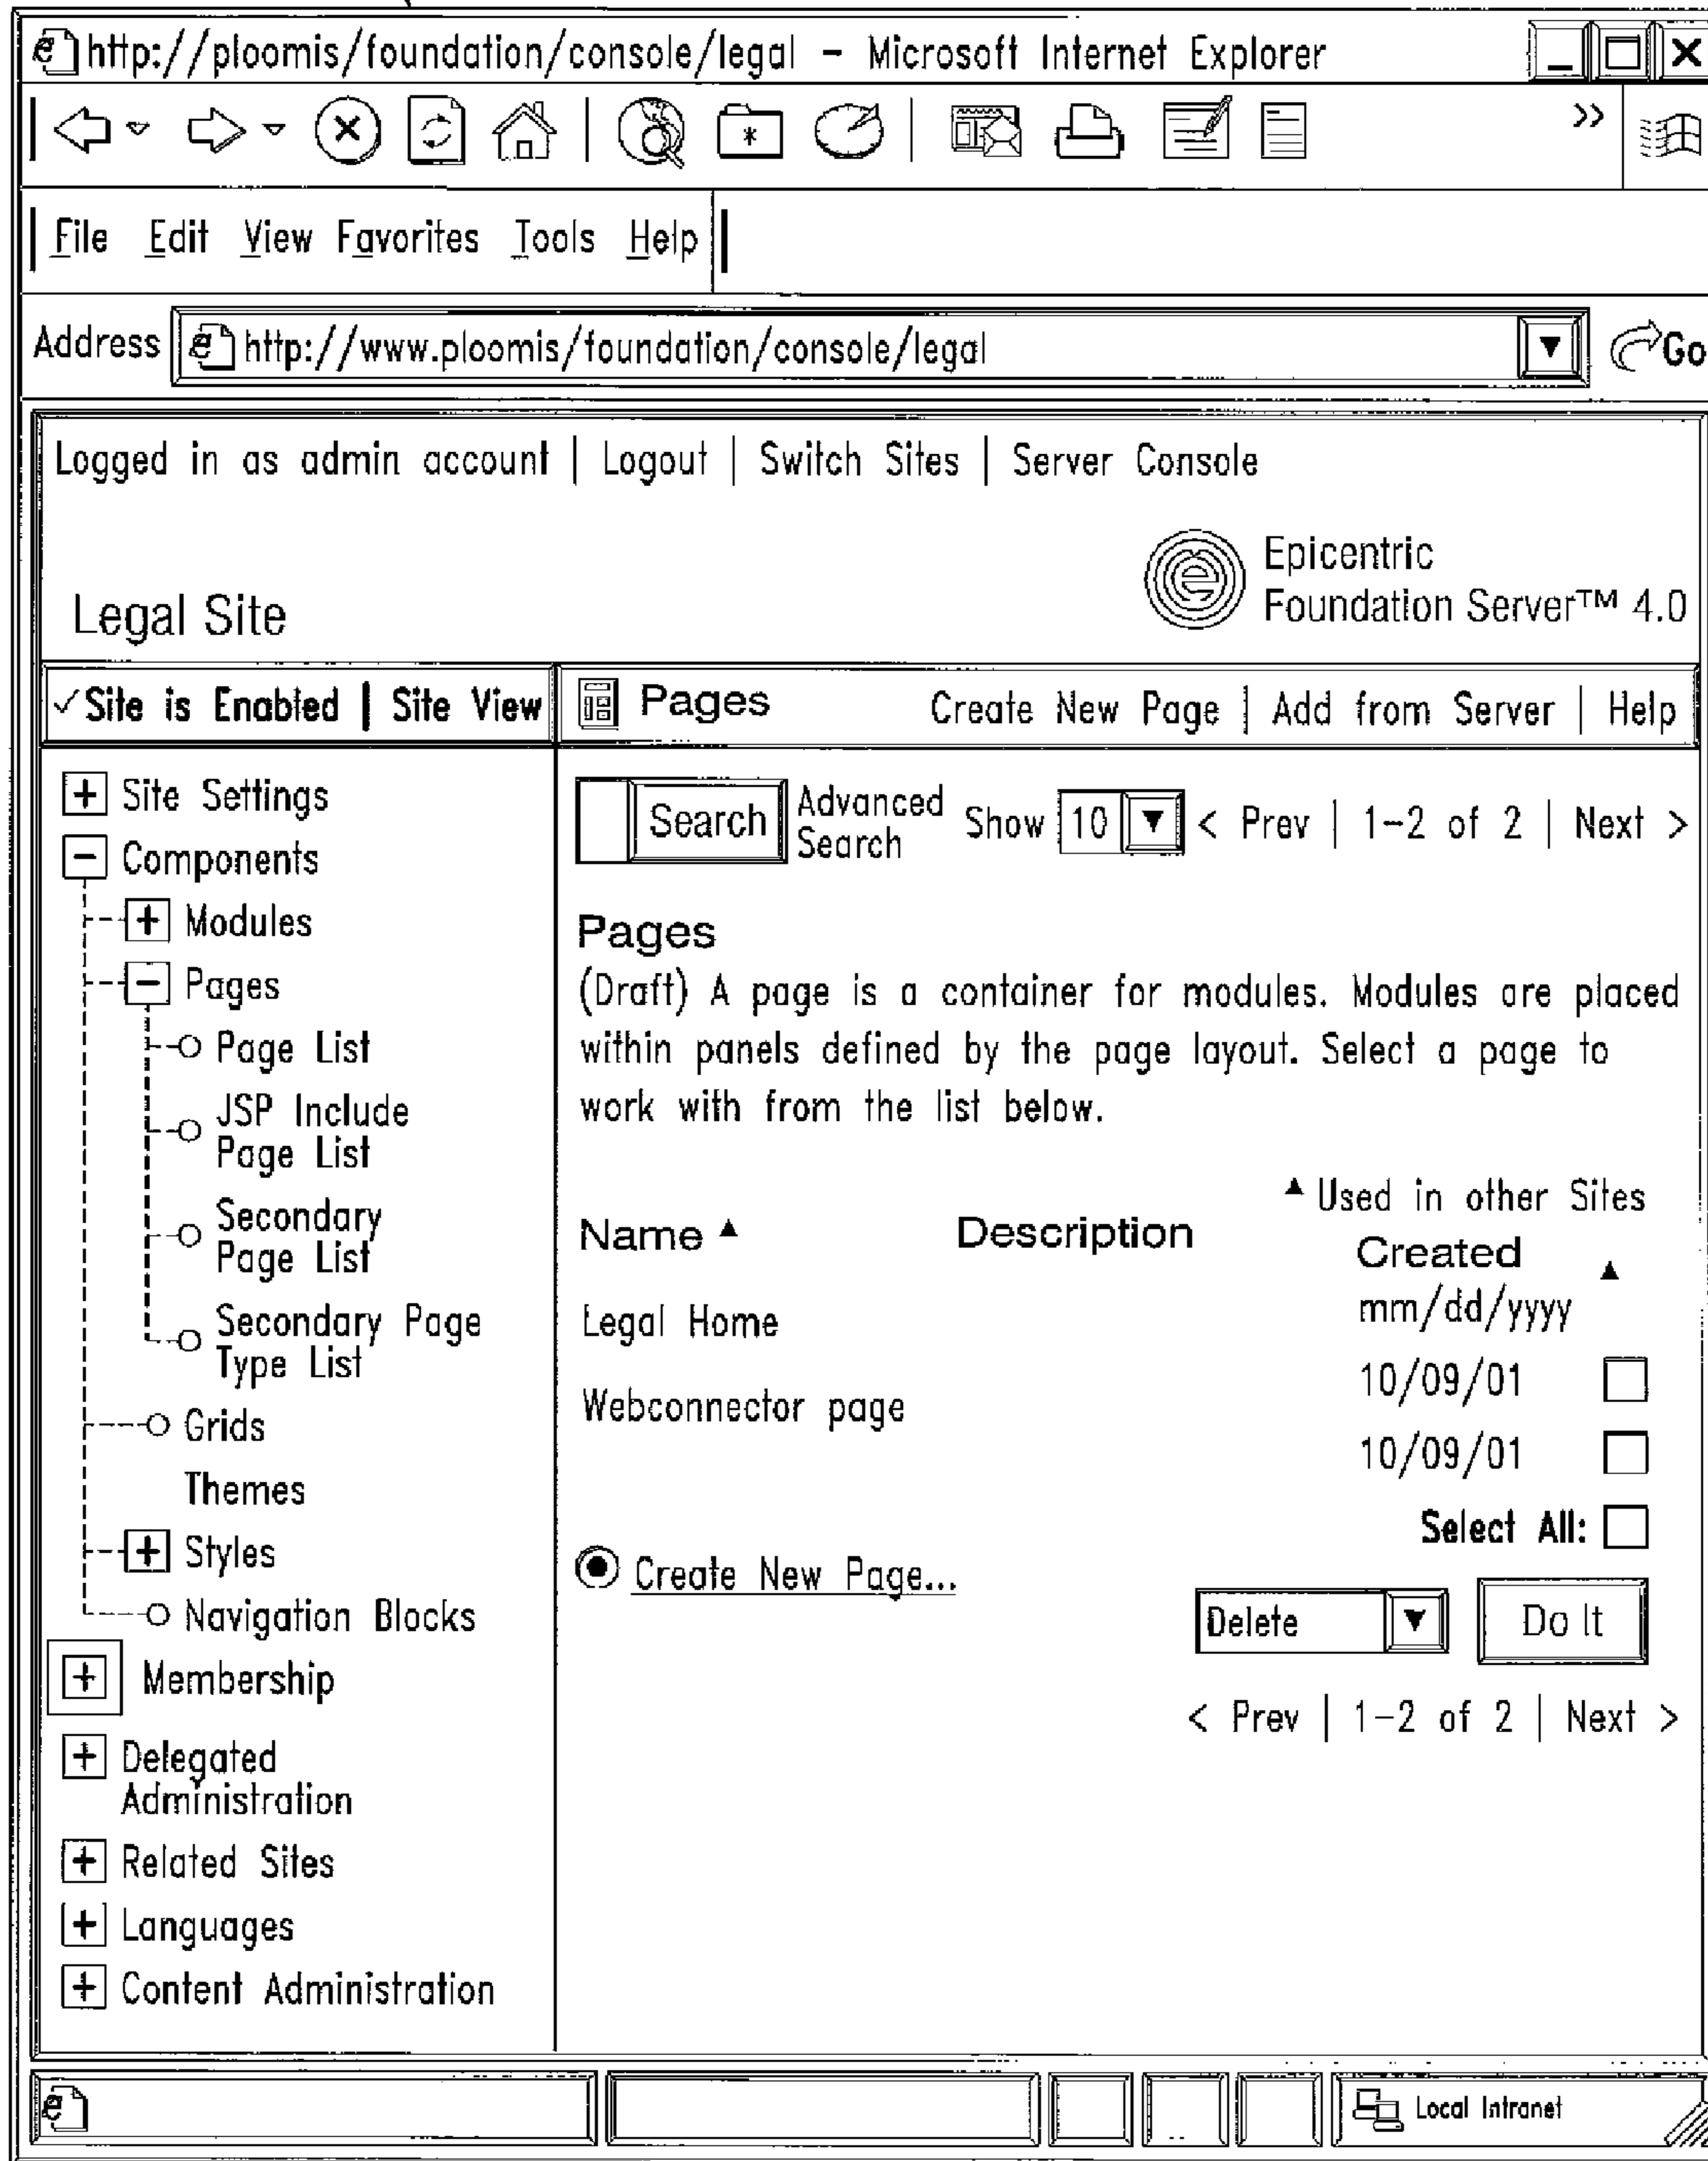 http://ploomis/foundation/console/legal – Microsoft Internet Explorer
File Edit View Favorites Tools Help
Address http://www.ploomis/foundation/console/legal Go
Logged in as admin account | Logout | Switch Sites | Server Console
Epicentric
Legal Site Foundation Server™ 4.0
✓Site is Enabled | Site View
Pages Create New Page | Add from Server | Help
+ Site Settings
− Components
+ Modules
− Pages
Page List
JSP Include
Page List
Secondary
Page List
Secondary Page
Type List
Grids
Themes
+ Styles
Navigation Blocks
+ Membership
+ Delegated
Administration
+ Related Sites
+ Languages
+ Content Administration
Search Advanced Search Show 10 ▼ < Prev | 1–2 of 2 | Next >
Pages
(Draft) A page is a container for modules. Modules are placed
within panels defined by the page layout. Select a page to
work with from the list below.
▲ Used in other Sites
Name ▲ Description Created ▲
mm/dd/yyyy
Legal Home
10/09/01
Webconnector page
10/09/01
Select All:
Create New Page...
Delete ▼ Do It
< Prev | 1–2 of 2 | Next >
Local Intranet